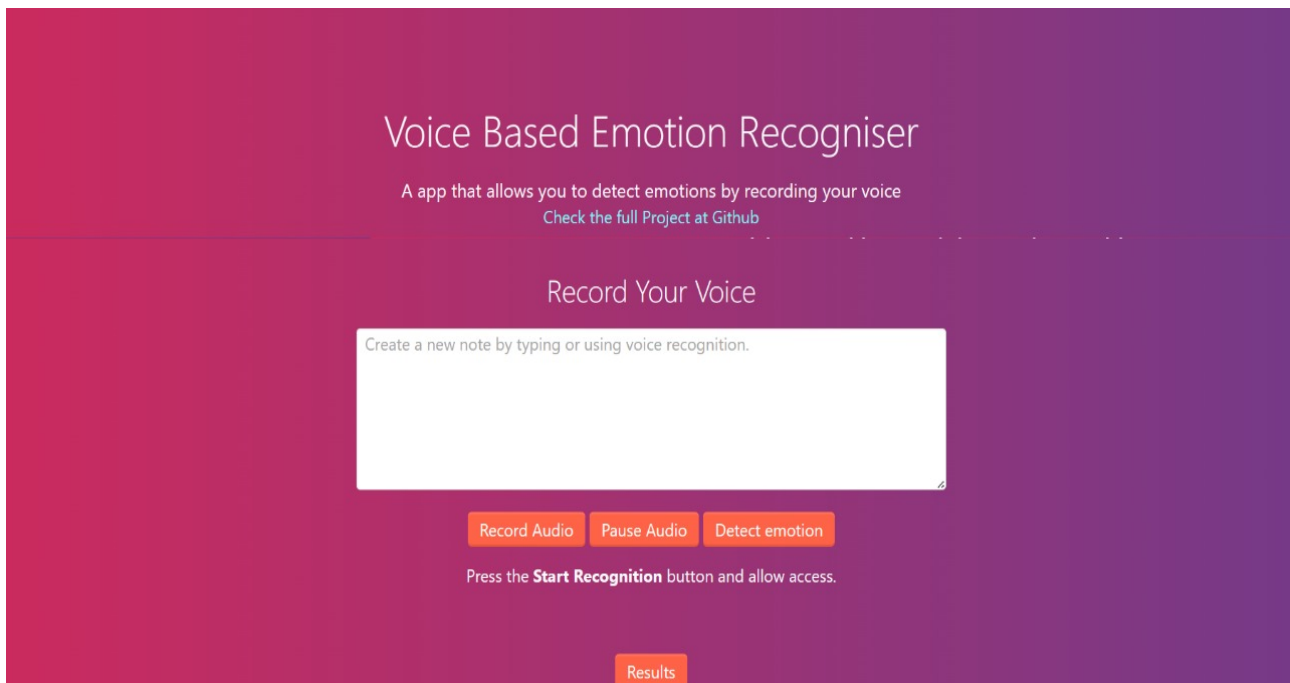 Voice Based Emotion Recogniser
A app that allows you to detect emotions by recording your voice
Check the full Project at Github
Record Your Voice
Create a new note by typing or using voice recognition.
Record Audio Pause Audio Detect emotion
Press the Start Recognition button and allow access.
Results